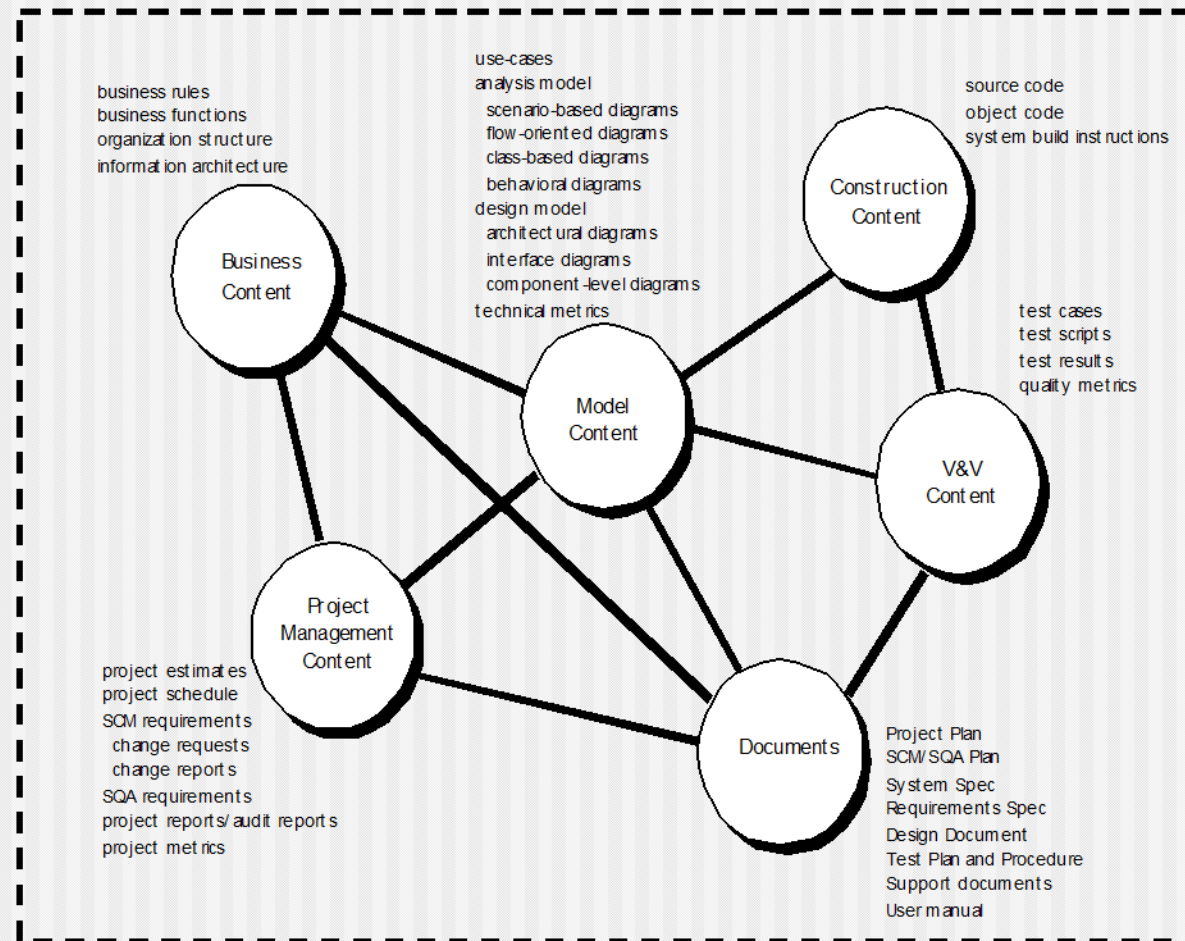 business rules
business functions
organization structure
information architecture
use-cases
analysis model
scenario-based diagrams
flow-oriented diagrams
class-based diagrams
behavioral diagrams
design model
architectural diagrams
interface diagrams
component-level diagrams
technical metrics
source code
object code
system build instructions
Construction
Content
Business
Content
test cases
test scripts
test results
quality metrics
Model
Content
V&V
Content
Project
Management
Content
project estimates
project schedule
SCM requirements
change requests
change reports
SQA requirements
project reports/audit reports
project metrics
Documents
Project Plan
SCM/SQA Plan
System Spec
Requirements Spec
Design Document
Test Plan and Procedure
Support documents
User manual